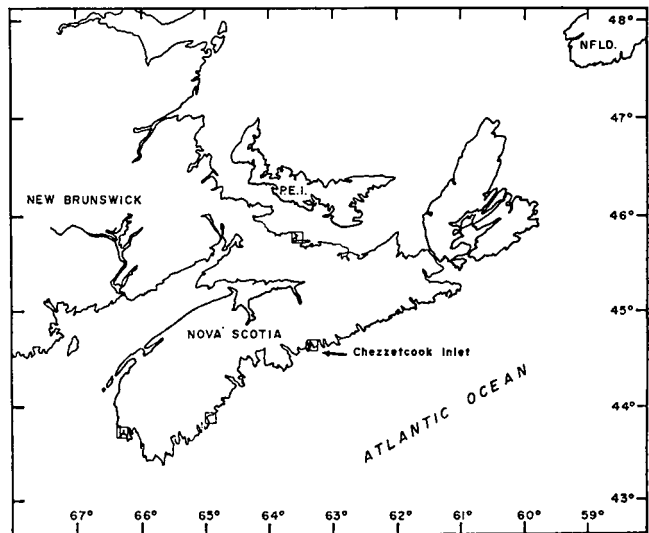 48°
NFLD.
47°
P.E.I.
NEW BRUNSWICK
46°
45°
NOVA SCOTIA
Chezzetcook Inlet
44°
ATLANTIC OCEAN
43°
67° 66° 65° 64° 63° 62° 61° 60° 59°